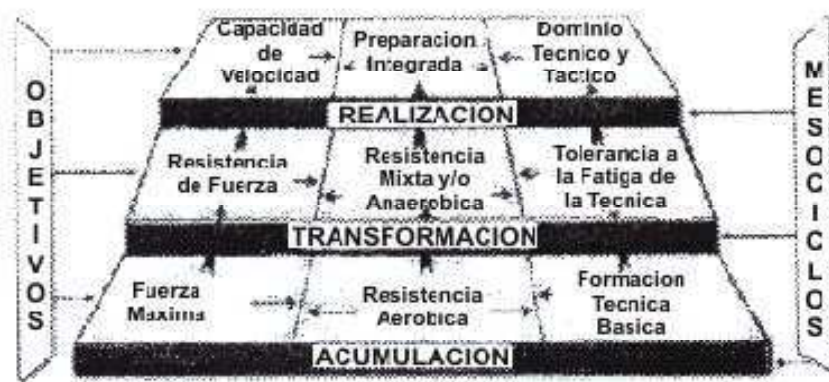 OBJETIVOS
Capacidad
de
Velocidad
Preparacion
Integrada
Dominio
Tecnico y
Tactico
REALIZACION
Resistencia
de Fuerza
Resistencia
Mixta y/o
Anaerobica
Tolerancia a
la Fatiga de
la Tecnica
TRANSFORMACION
Fuerza
Maxima
Resistencia
Aerobica
Formacion
Tecnica
Basica
ACUMULACION
MESOCICLOS